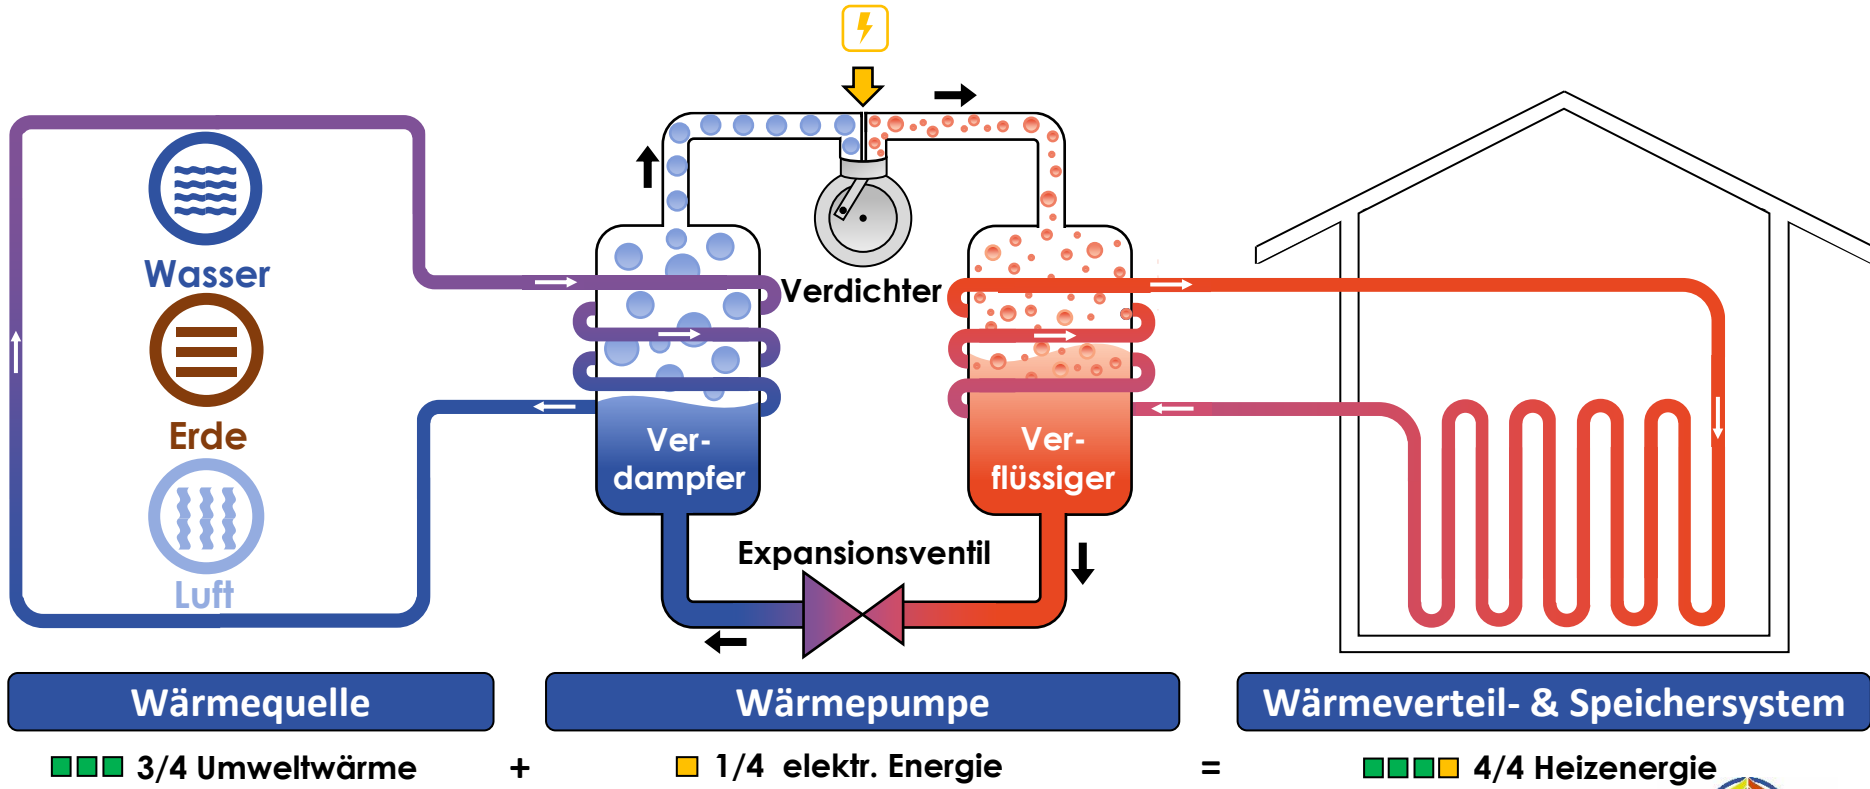 Wasser
Erde
Luft
Verdichter
Ver-
dampfer
Ver-
flüssiger
Expansionsventil
Wärmequelle
Wärmepumpe
Wärmeverteil- & Speichersystem
3/4 Umweltwärme + 1/4 elektr. Energie = 4/4 Heizenergie